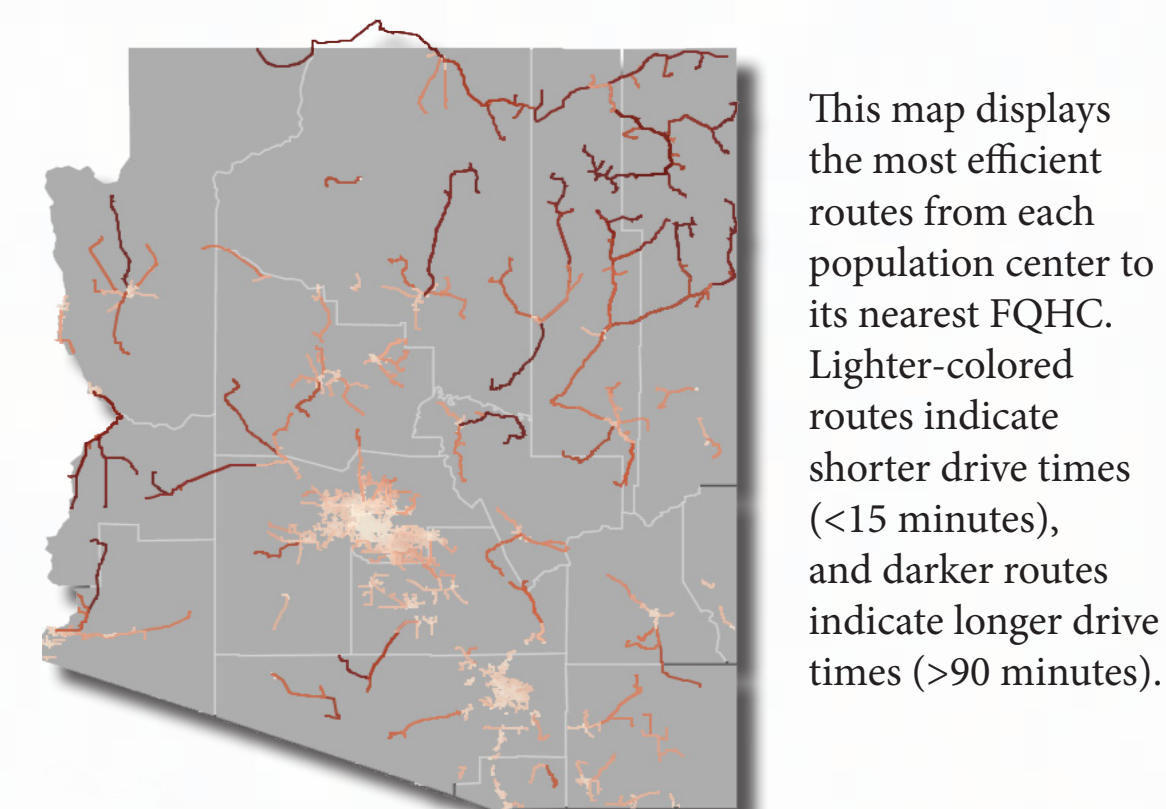 This map displays
the most efficient
routes from each
population center to
its nearest FQHC.
Lighter-colored
routes indicate
shorter drive times
(<15 minutes),
and darker routes
indicate longer drive
times (>90 minutes).